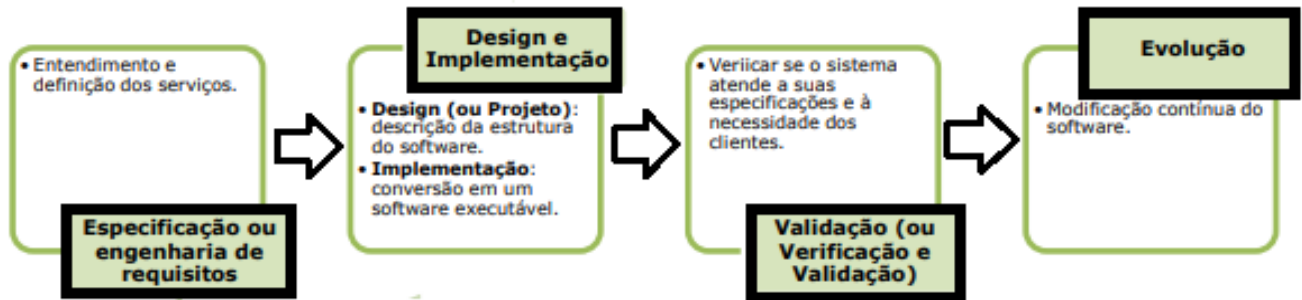 • Entendimento e
definição dos serviços.
Especificação ou
engenharia de
requisitos
Design e
Implementação
• Design (ou Projeto):
descrição da estrutura
do software.
• Implementação:
conversão em um
software executável.
• Veriicar se o sistema
atende a suas
especificações e à
necessidade dos
clientes.
Validação (ou
Verificação e
Validação)
Evolução
• Modificação contínua do
software.